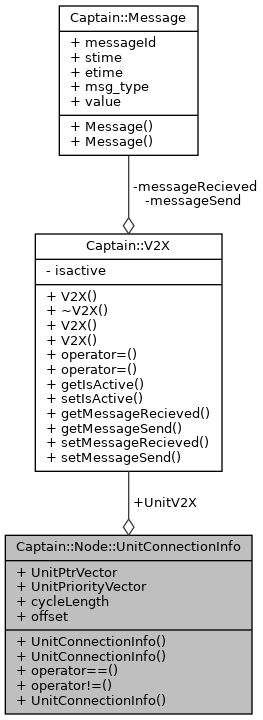 Captain::Message
+ messageId
+ stime
+ etime
+ msg_type
+ value
+ Message()
+ Message()
-messageRecieved
-messageSend
Captain::V2X
- isactive
+ V2X()
+ ~V2X()
+ V2X()
+ V2X()
+ operator=()
+ operator=()
+ getIsActive()
+ setIsActive()
+ getMessageRecieved()
+ getMessageSend()
+ setMessageRecieved()
+ setMessageSend()
+UnitV2X
Captain::Node::UnitConnectionInfo
+ UnitPtrVector
+ UnitPriorityVector
+ cycleLength
+ offset
+ UnitConnectionInfo()
+ UnitConnectionInfo()
+ operator==()
+ operator!=()
+ UnitConnectionInfo()